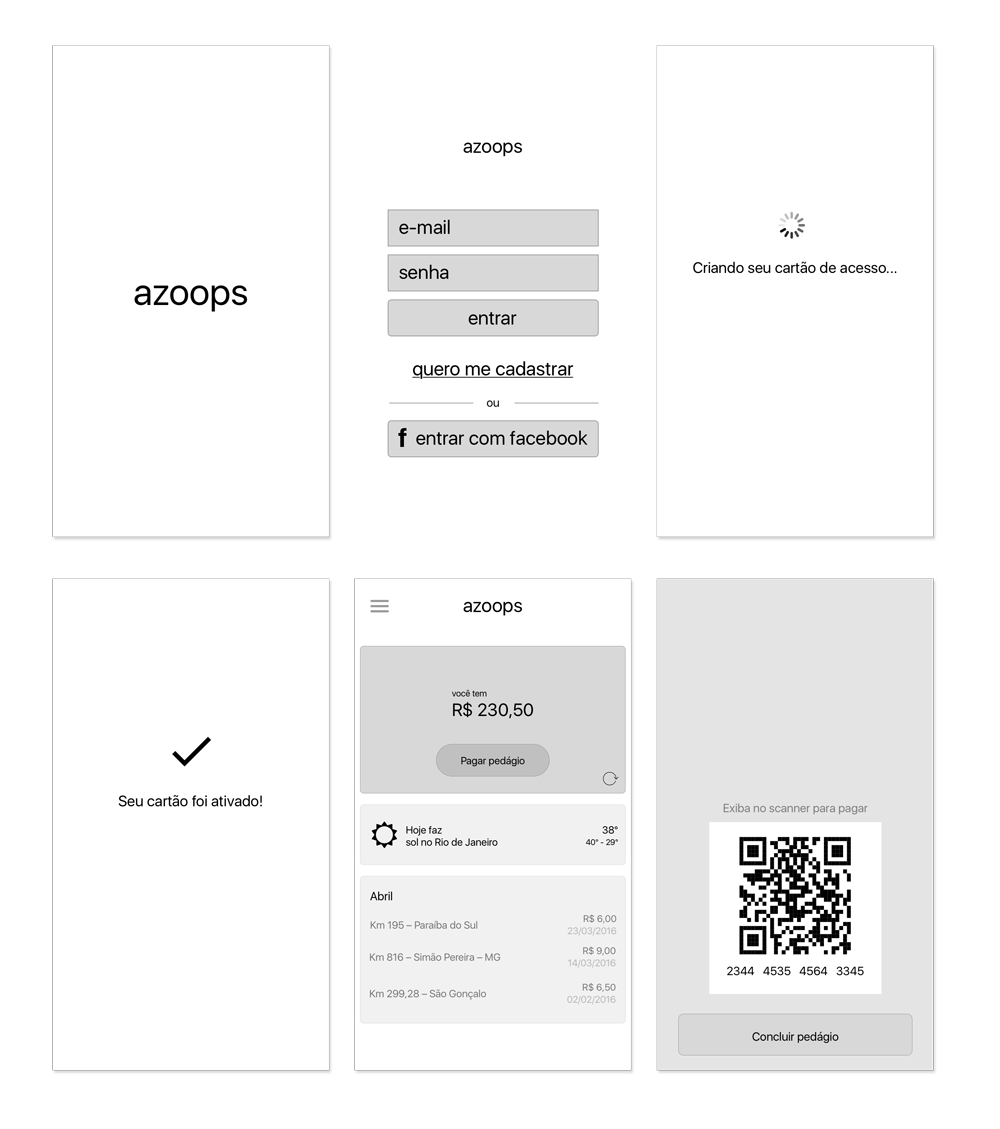 azoops
azoops
e-mail
senha
entrar
quero me cadastrar
ou
f entrar com facebook
Criando seu cartão de acesso...
Seu cartão foi ativado!
azoops
você tem
R$ 230,50
Pagar pedágio
Hoje faz
sol no Rio de Janeiro
38°
40° - 29°
Abril
Km 195 – Paraíba do Sul
R$ 6,00
23/03/2016
Km 816 – Simão Pereira – MG
R$ 9,00
14/03/2016
Km 299,28 – São Gonçalo
R$ 6,50
02/02/2016
Exiba no scanner para pagar
2344 4535 4564 3345
Concluir pedágio